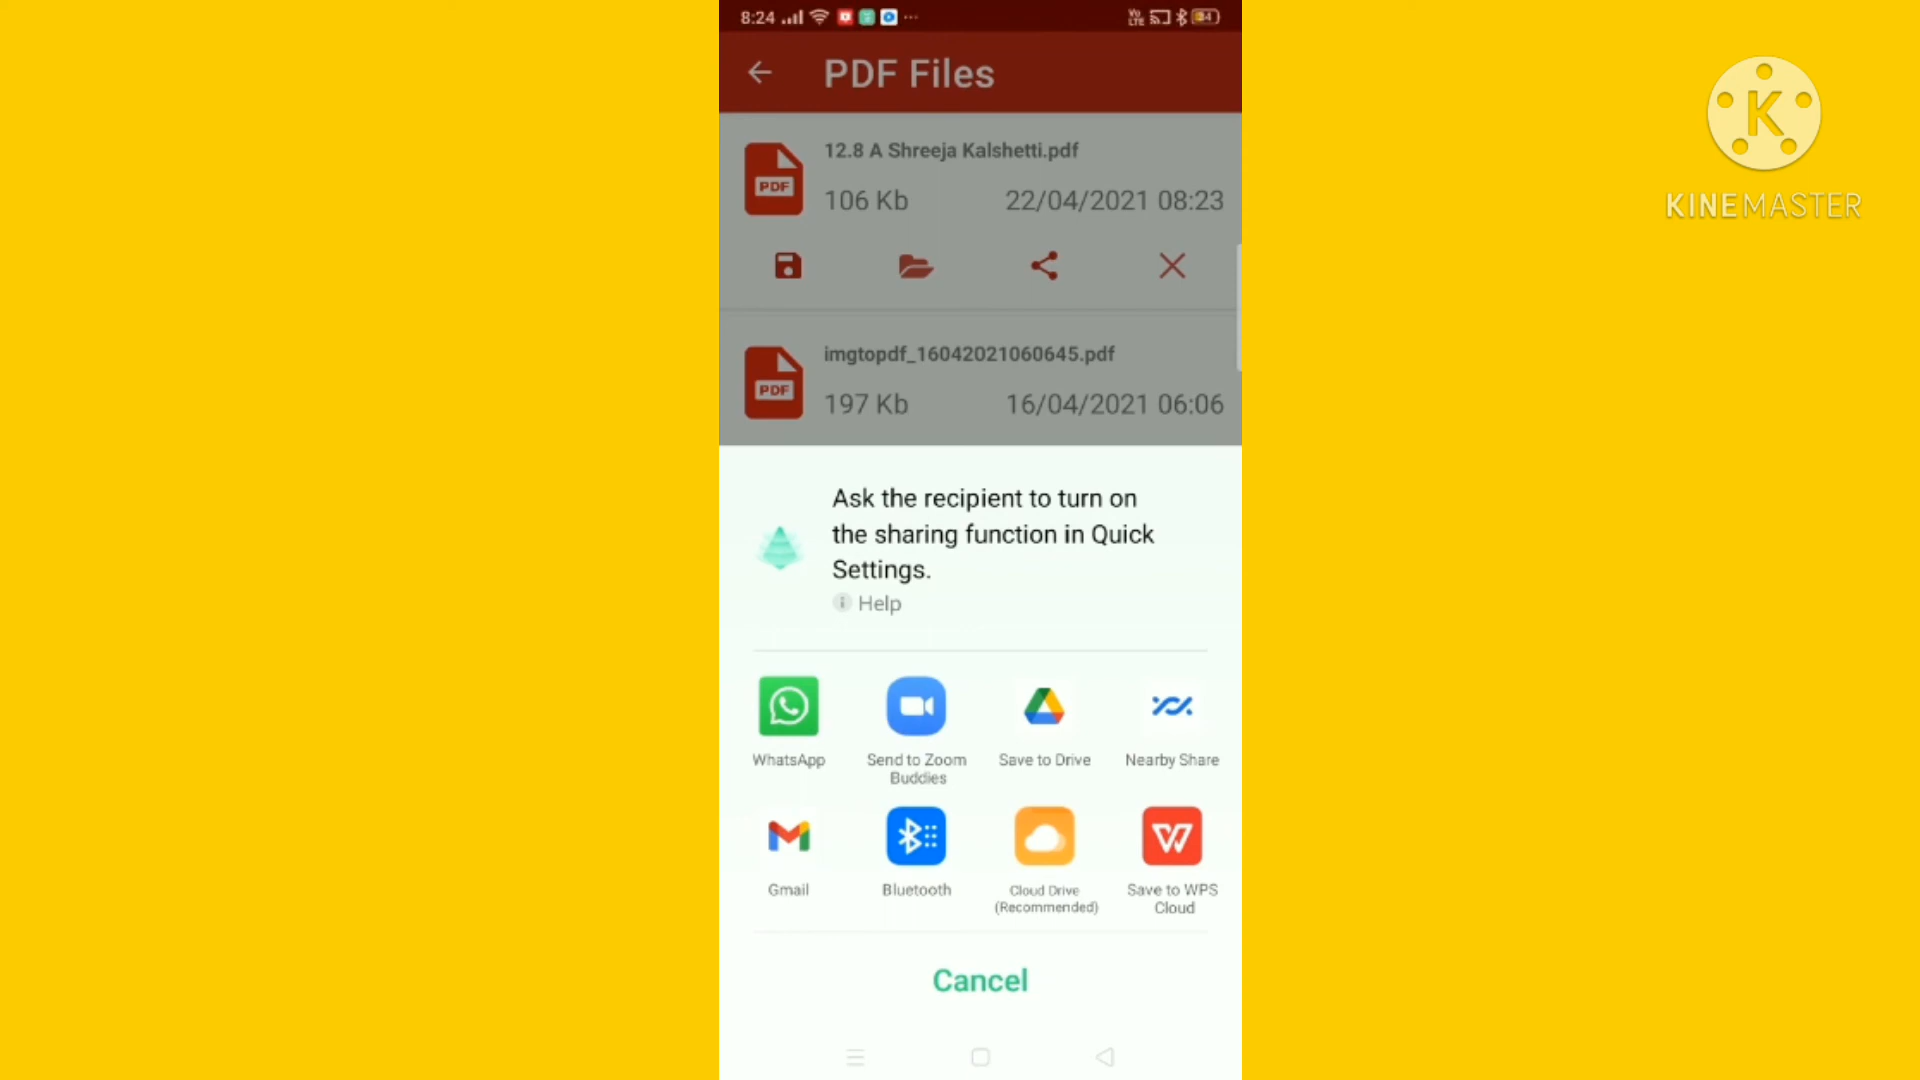 8:24
PDF Files
12.8 A Shreeja Kalshetti.pdf
PDF
106 Kb 22/04/2021 08:23
imgtopdf_16042021060645.pdf
PDF
197 Kb 16/04/2021 06:06
Ask the recipient to turn on
the sharing function in Quick
Settings.
Help
WhatsApp
Send to Zoom
Buddies
Save to Drive
Nearby Share
Gmail
Bluetooth
Cloud Drive
(Recommended)
Save to WPS
Cloud
Cancel
K
KINEMASTER